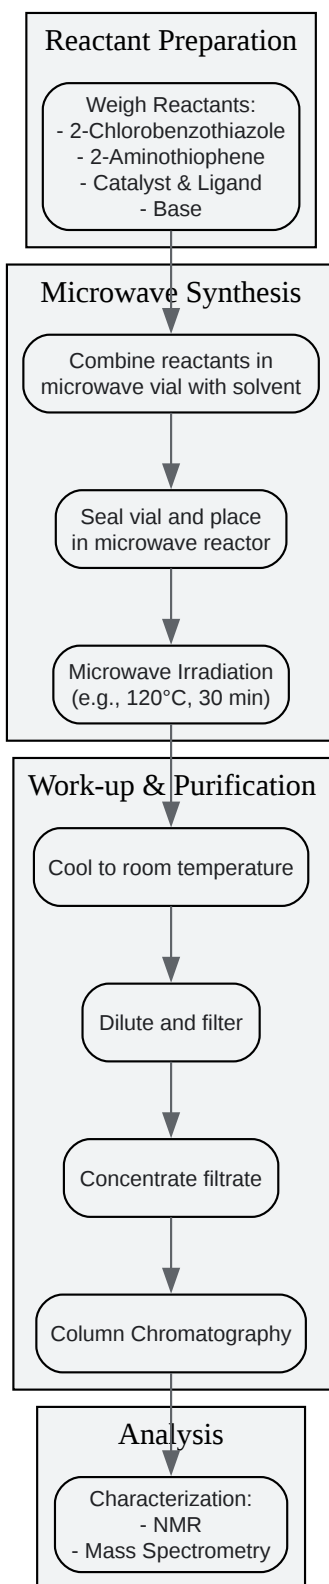 Reactant Preparation
Weigh Reactants:
- 2-Chlorobenzothiazole
- 2-Aminothiophene
- Catalyst & Ligand
- Base
Microwave Synthesis
Combine reactants in
microwave vial with solvent
Seal vial and place
in microwave reactor
Microwave Irradiation
(e.g., 120°C, 30 min)
Work-up & Purification
Cool to room temperature
Dilute and filter
Concentrate filtrate
Column Chromatography
Analysis
Characterization:
- NMR
- Mass Spectrometry